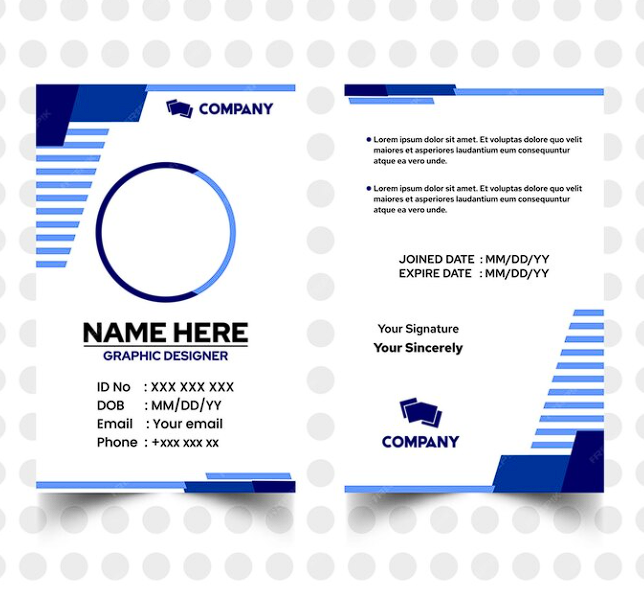 COMPANY
NAME HERE
GRAPHIC DESIGNER
ID No : XXX XXX XXX
DOB : MM/DD/YY
Email : Your email
Phone : +xxx xxx xx
Lorem ipsum dolor sit amet. Et voluptas dolore quo velit
maiores et asperiores laudantium eum consequuntur
atque ea vero unde.
Lorem ipsum dolor sit amet. Et voluptas dolore quo velit
maiores et asperiores laudantium eum consequuntur
atque ea vero unde.
JOINED DATE : MM/DD/YY
EXPIRE DATE : MM/DD/YY
Your Signature
Your Sincerely
COMPANY